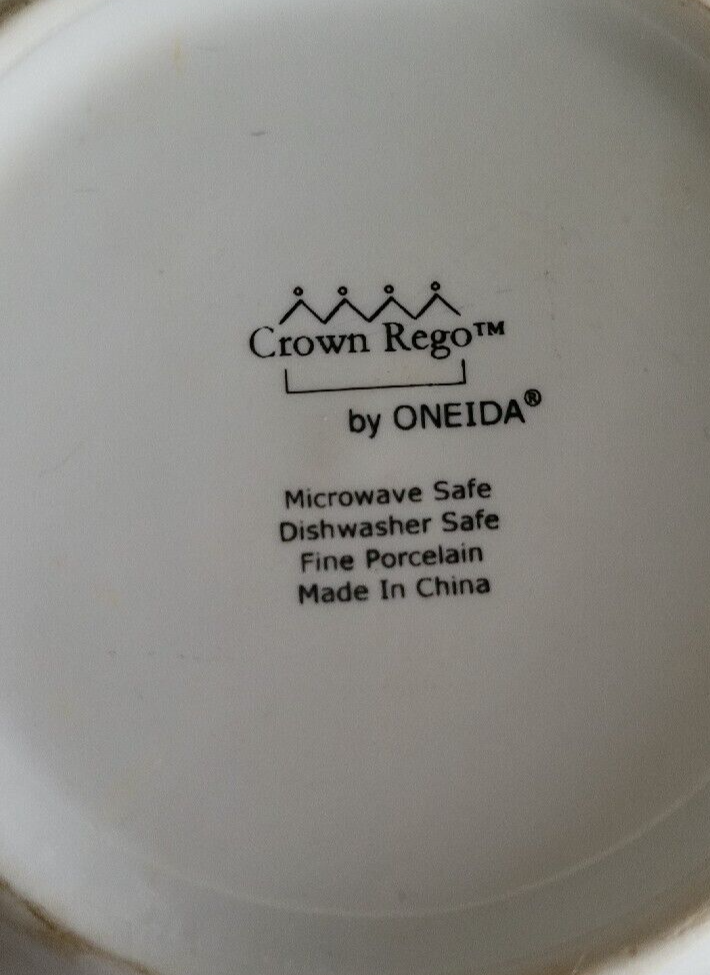 Crown Rego™
by ONEIDA®
Microwave Safe
Dishwasher Safe
Fine Porcelain
Made In China